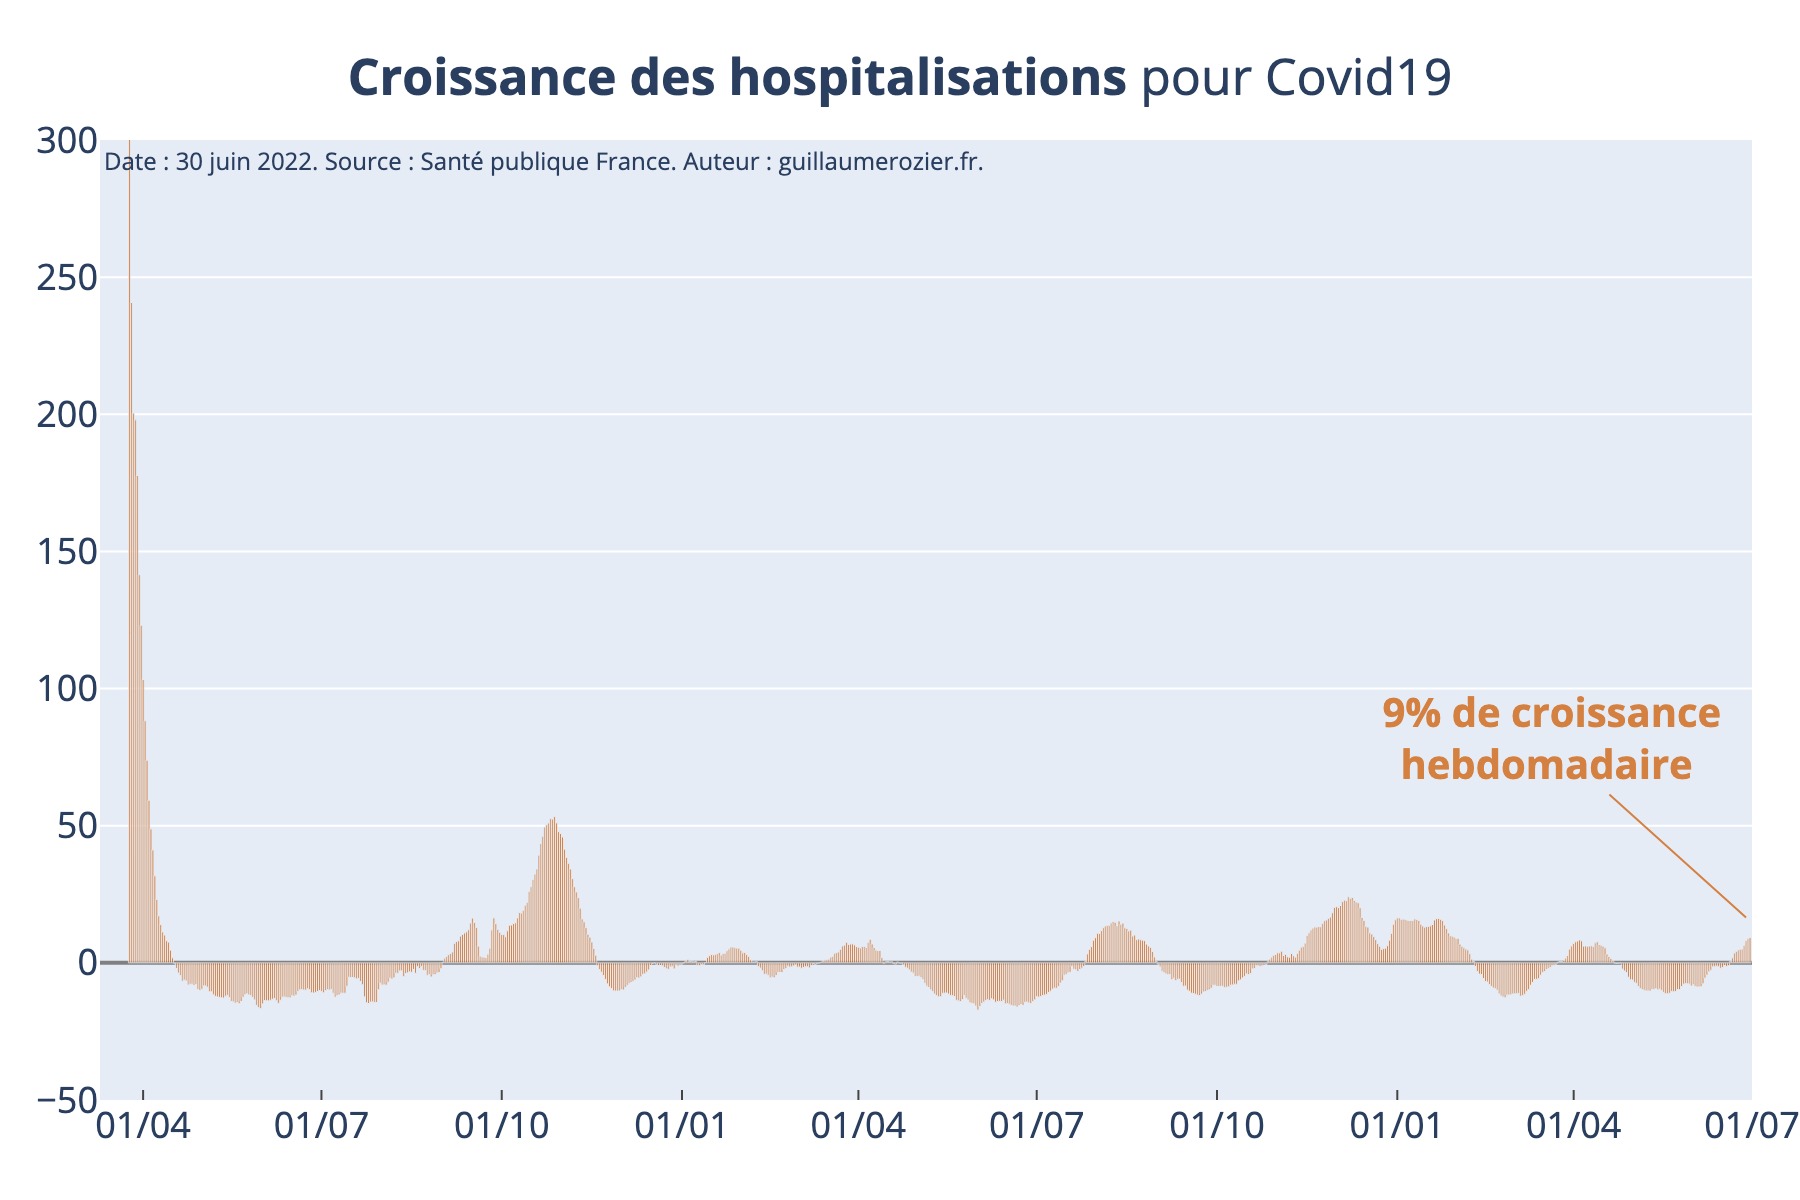 Croissance des hospitalisations pour Covid19
300
Date : 30 juin 2022. Source : Santé publique France. Auteur : guillaumerozier.fr.
250
200
150
100
9% de croissance
hebdomadaire
50
0
−50
01/04 01/07 01/10 01/01 01/04 01/07 01/10 01/01 01/04 01/07